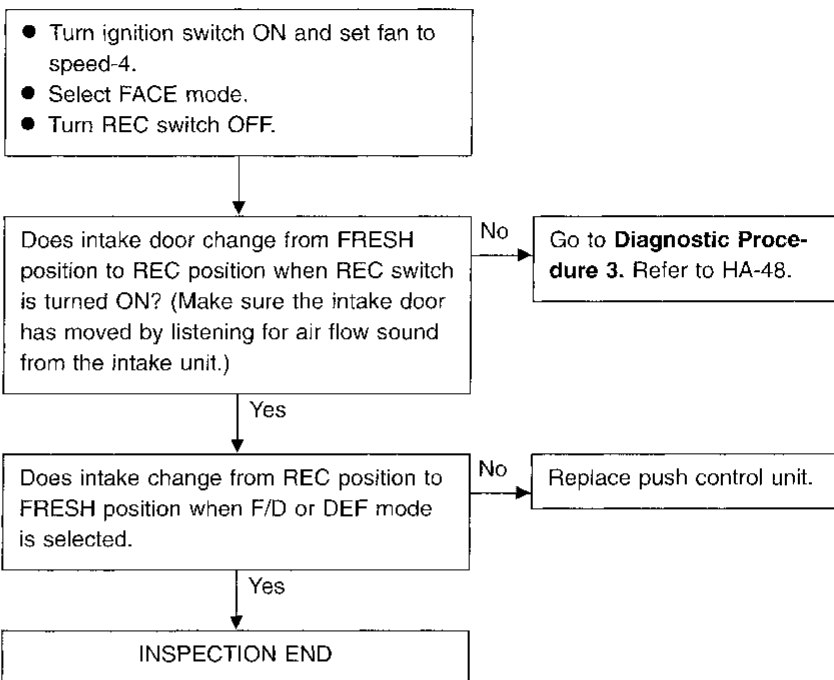 ● Turn ignition switch ON and set fan to
speed-4.
● Select FACE mode.
● Turn REC switch OFF.
Does intake door change from FRESH
position to REC position when REC switch
is turned ON? (Make sure the intake door
has moved by listening for air flow sound
from the intake unit.)
No
Go to Diagnostic Proce-
dure 3. Refer to HA-48.
Yes
Does intake change from REC position to
FRESH position when F/D or DEF mode
is selected.
No
Replace push control unit.
Yes
INSPECTION END